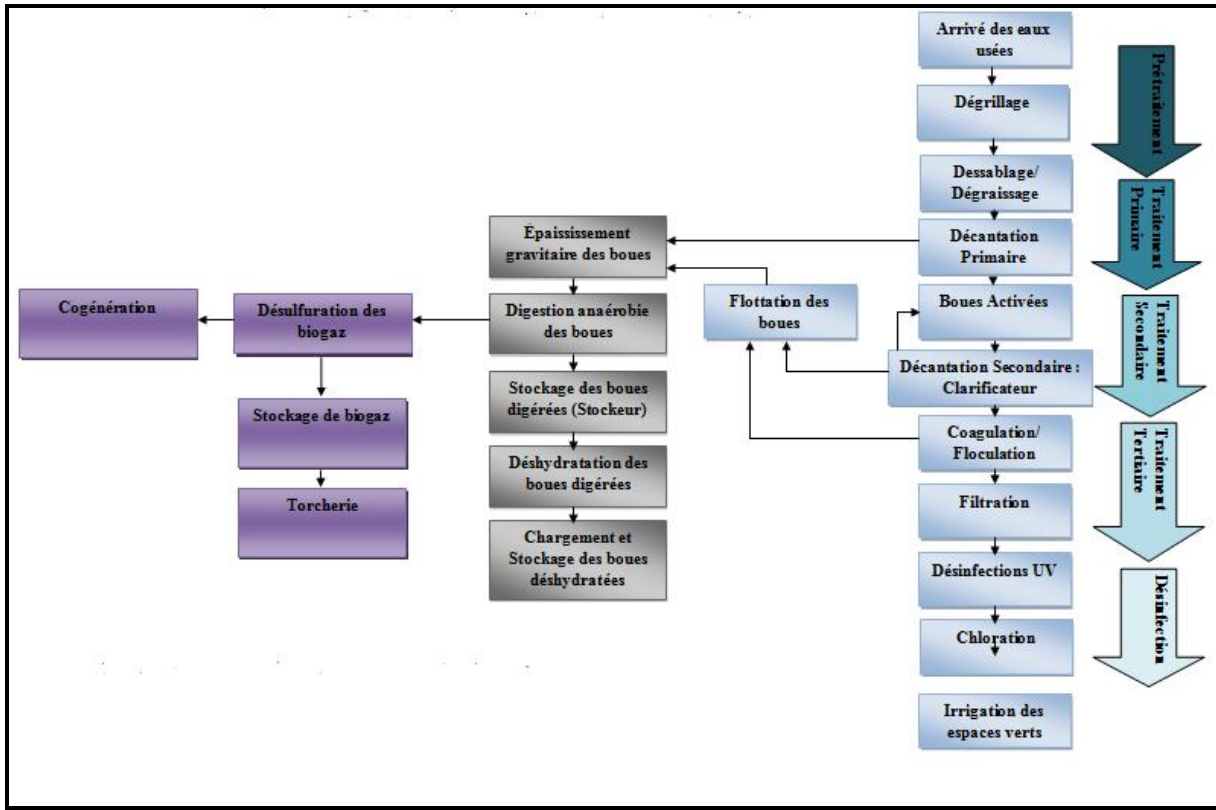 Arrivé des eaux
usées
Dégrillage
Dessablage/
Dégraissage
Décantation
Primaire
Boues Activées
Décantation Secondaire :
Clarificateur
Coagulation/
Floculation
Filtration
Désinfections UV
Chloration
Irrigation des
espaces verts
Prétraitement
Traitement
Primaire
Traitement
Secondaire
Traitement
Tertiaire
Désinfection
Flottation des
boues
Épaississement
gravitaire des boues
Digestion anaérobie
des boues
Stockage des boues
digérées (Stockeur)
Déshydratation des
boues digérées
Chargement et
Stockage des boues
déshydratées
Désulfuration des
biogaz
Stockage de biogaz
Torcherie
Cogénération